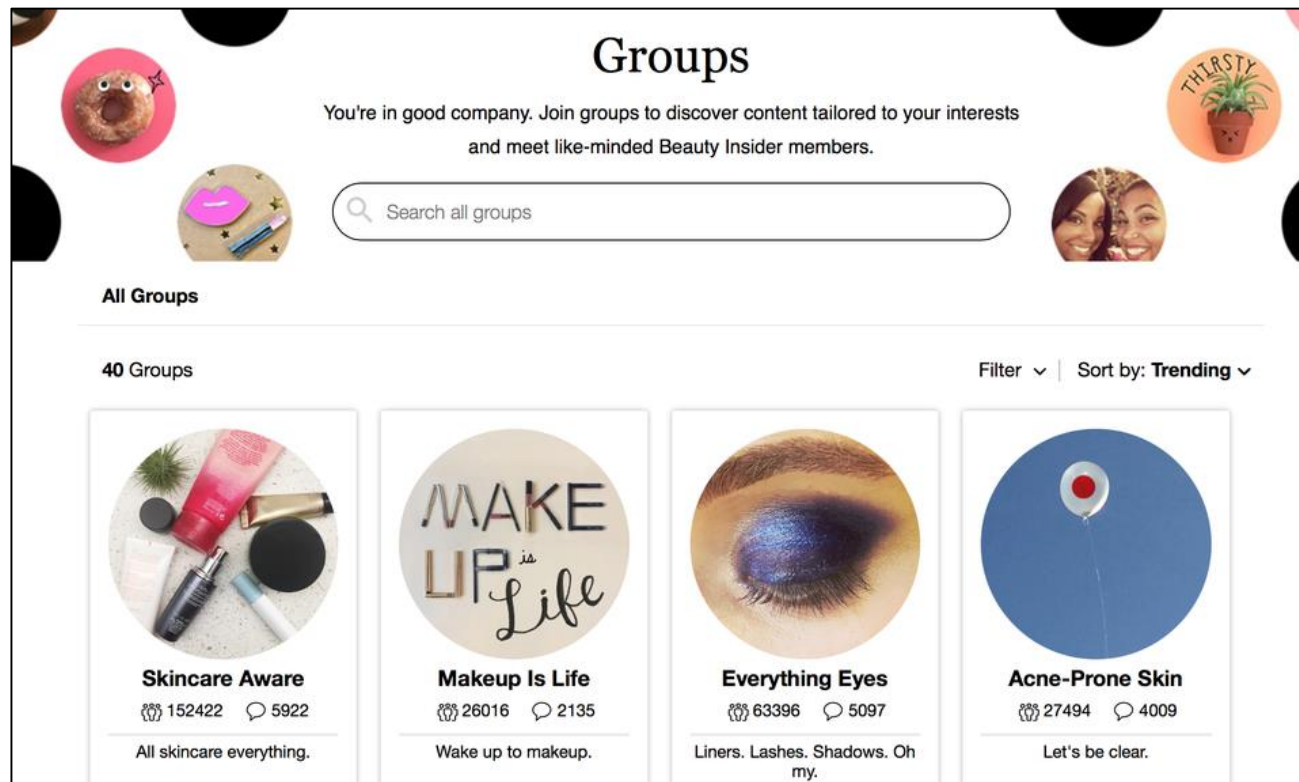 Groups
You're in good company. Join groups to discover content tailored to your interests
and meet like-minded Beauty Insider members.
THIRSTY
Search all groups
All Groups
40 Groups
Filter
Sort by: Trending
MAKE
UP is
Life
Skincare Aware
152422 5922
All skincare everything.
Makeup Is Life
26016 2135
Wake up to makeup.
Everything Eyes
63396 5097
Liners. Lashes. Shadows. Oh
my.
Acne-Prone Skin
27494 4009
Let's be clear.